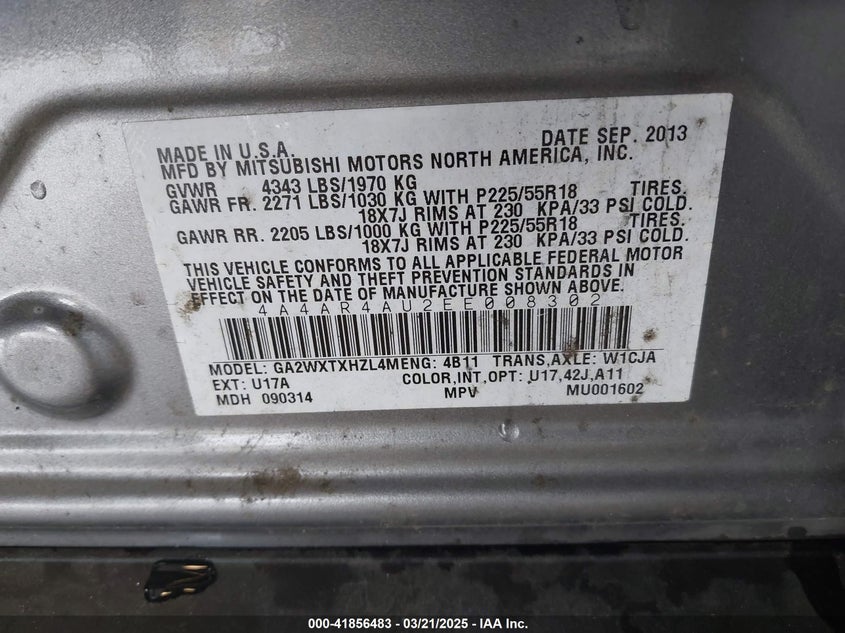 MADE IN U.S.A. DATE SEP. 2013
MFD BY MITSUBISHI MOTORS NORTH AMERICA, INC.
GVWR 4343 LBS/1970 KG
GAWR FR. 2271 LBS/1030 KG WITH P225/55R18 TIRES.
18X7J RIMS AT 230 KPA/33 PSI COLD.
GAWR RR. 2205 LBS/1000 KG WITH P225/55R18 TIRES.
18X7J RIMS AT 230 KPA/33 PSI COLD.
THIS VEHICLE CONFORMS TO ALL APPLICABLE FEDERAL MOTOR
VEHICLE SAFETY AND THEFT PREVENTION STANDARDS IN
EFFECT ON THE DATE OF MANUFACTURE SHOWN ABOVE.
4A4AR4AU2EE008302
MODEL: GA2WXTXHZL4MENG: 4B11 TRANS,AXLE: W1CJA
EXT: U17A COLOR,INT,OPT: U17,42J,A11
MDH 090314 MPV MU001602
000-41856483 — 03/21/2025 — IAA Inc.